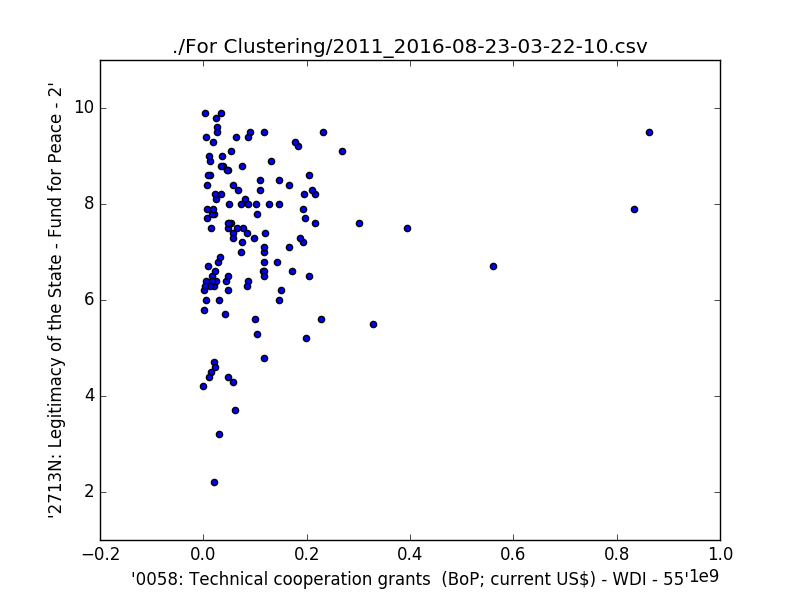 ./For Clustering/2011_2016-08-23-03-22-10.csv
'2713N: Legitimacy of the State - Fund for Peace - 2'
10
8
6
4
2
−0.2 0.0 0.2 0.4 0.6 0.8 1.0
'0058: Technical cooperation grants (BoP; current US$) - WDI - 55' 1e9